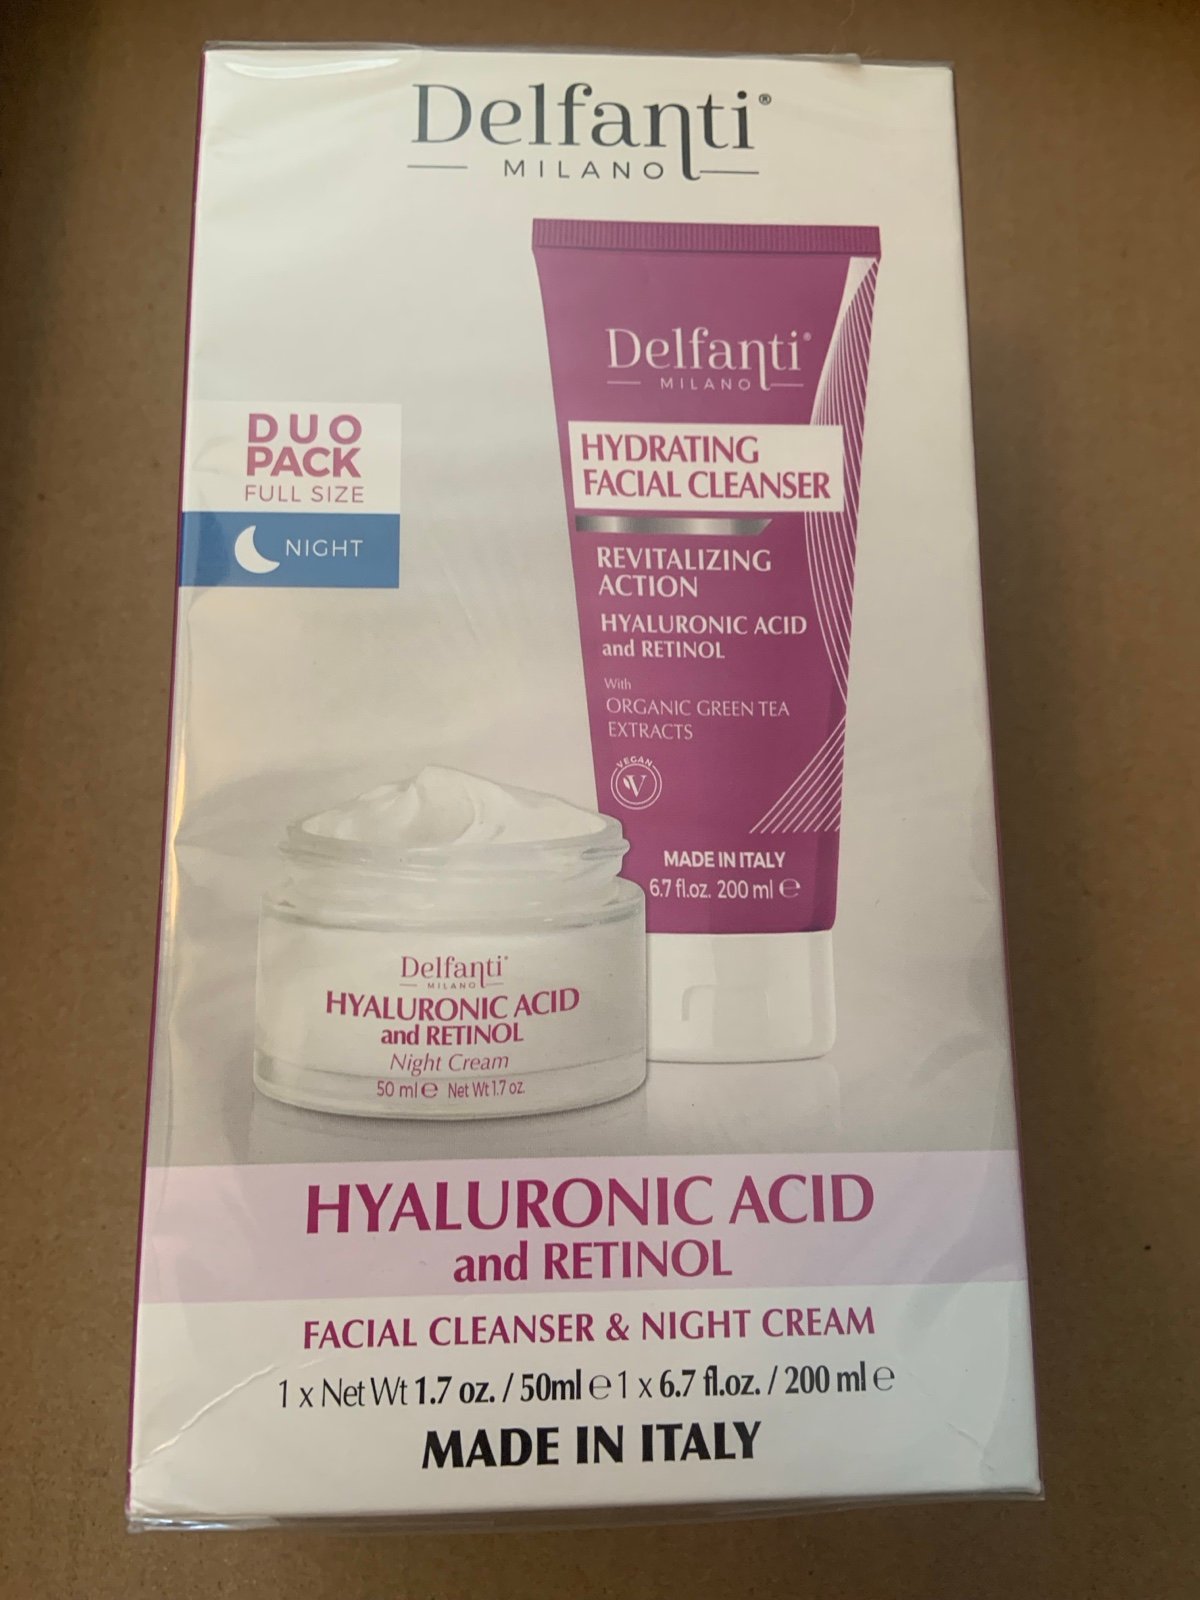 Delfanti®
MILANO
DUO
PACK
FULL SIZE
NIGHT
Delfanti®
MILANO
HYDRATING
FACIAL CLEANSER
REVITALIZING
ACTION
HYALURONIC ACID
and RETINOL
With
ORGANIC GREEN TEA
EXTRACTS
VEGAN
V
MADE IN ITALY
6.7 fl.oz. 200 ml ℮
Delfanti®
MILANO
HYALURONIC ACID
and RETINOL
Night Cream
50 ml ℮ Net Wt 1.7 oz.
HYALURONIC ACID
and RETINOL
FACIAL CLEANSER & NIGHT CREAM
1 x Net Wt 1.7 oz. / 50ml ℮ 1 x 6.7 fl.oz. / 200 ml ℮
MADE IN ITALY